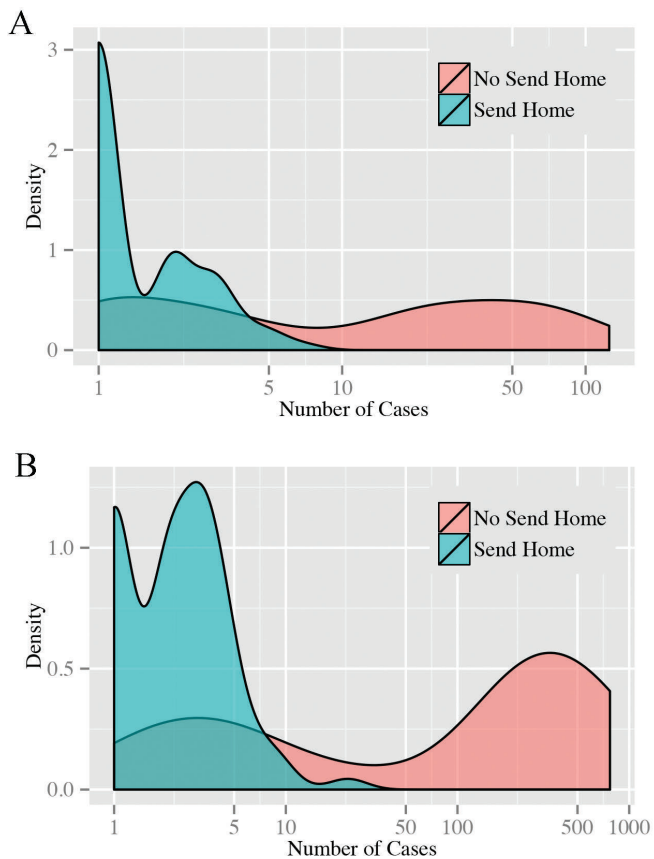 A
3
2
1
0
Density
No Send Home
Send Home
1 5 10 50 100
Number of Cases
B
1.0
0.5
0.0
Density
No Send Home
Send Home
1 5 10 50 100 500 1000
Number of Cases